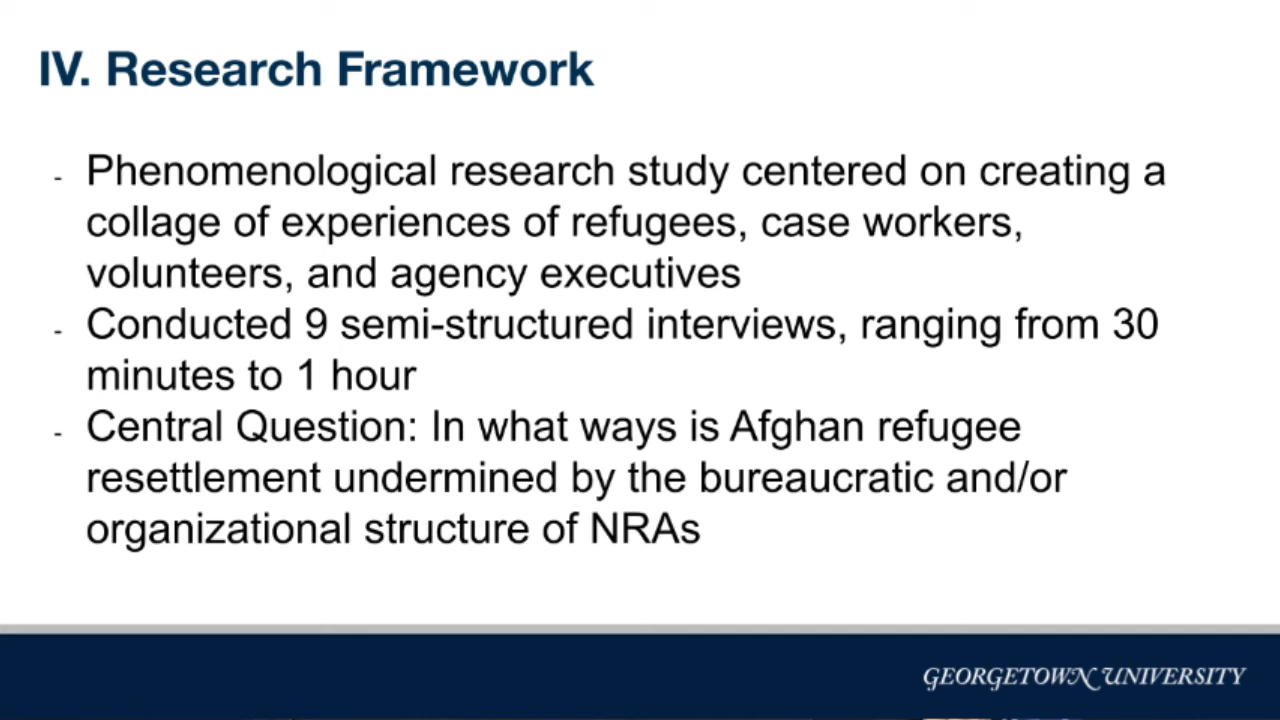 IV. Research Framework
- Phenomenological research study centered on creating a
collage of experiences of refugees, case workers,
volunteers, and agency executives
- Conducted 9 semi-structured interviews, ranging from 30
minutes to 1 hour
- Central Question: In what ways is Afghan refugee
resettlement undermined by the bureaucratic and/or
organizational structure of NRAs
GEORGETOWN UNIVERSITY